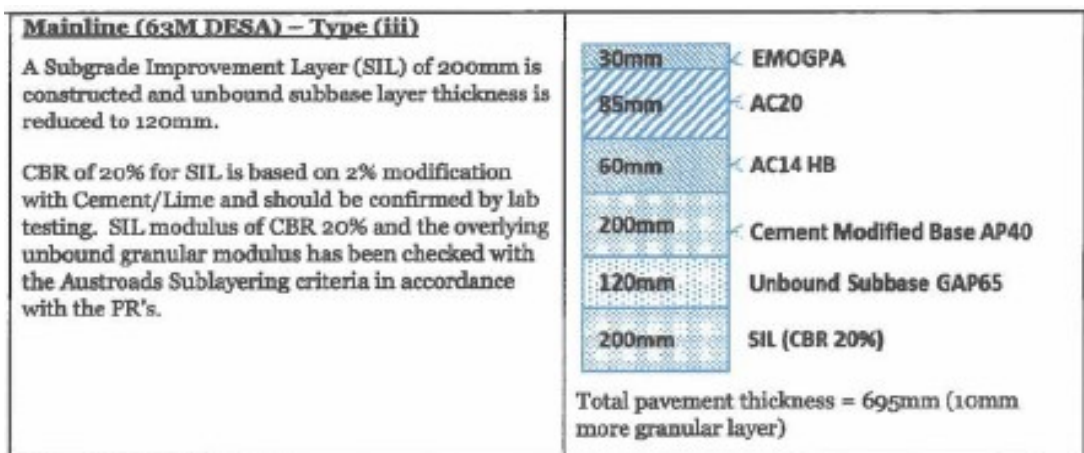 Mainline (63M DESA) – Type (iii)
A Subgrade Improvement Layer (SIL) of 200mm is
constructed and unbound subbase layer thickness is
reduced to 120mm.
CBR of 20% for SIL is based on 2% modification
with Cement/Lime and should be confirmed by lab
testing. SIL modulus of CBR 20% and the overlying
unbound granular modulus has been checked with
the Austroads Sublayering criteria in accordance
with the PR's.
30mm EMOGPA
85mm AC20
60mm AC14 HB
200mm Cement Modified Base AP40
120mm Unbound Subbase GAP65
200mm SIL (CBR 20%)
Total pavement thickness = 695mm (10mm
more granular layer)